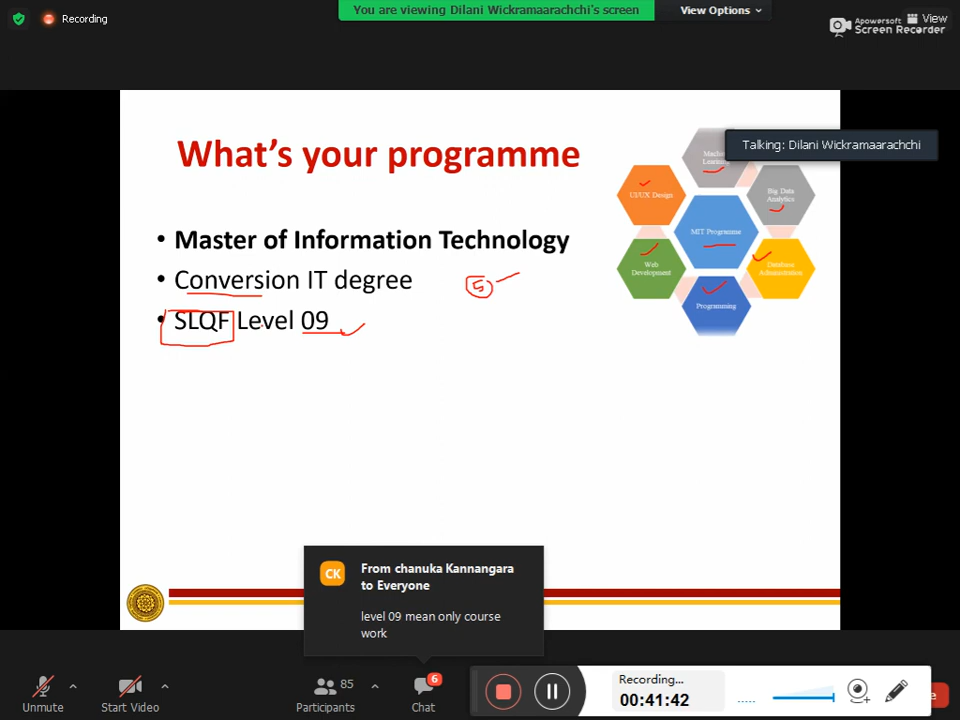 Recording
You are viewing Dilani Wickramaarachchi's screen
View Options
Apowersoft
Screen Recorder
View
Talking: Dilani Wickramaarachchi
What's your programme
• Master of Information Technology
• Conversion IT degree
5
• SLQF Level 09
Machine
Learning
UI/UX Design
Big Data
Analytics
MIT Programme
Web
Development
Database
Administration
Programming
CK
From chanuka Kannangara
to Everyone
level 09 mean only course
work
Unmute
Start Video
85
Participants
6
Chat
Recording...
00:41:42